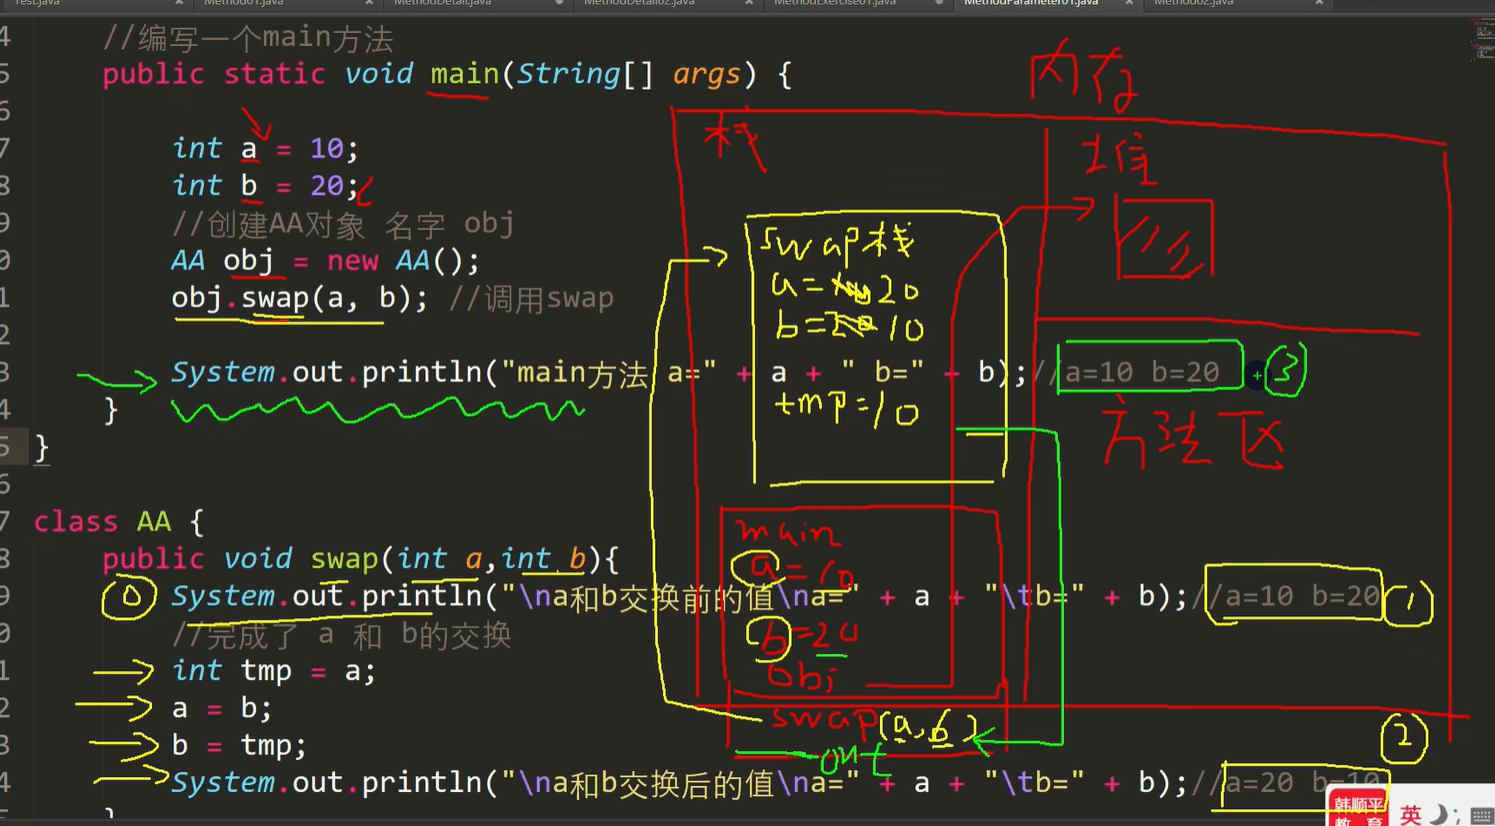 Test.java Method01.java MethodDetail.java MethodDetail02.java MethodExercise01.java MethodParameter01.java Method02.java
4 //编写一个main方法
5 public static void main(String[] args) {
6
7 int a = 10;
8 int b = 20;
9 //创建AA对象 名字 obj
0 AA obj = new AA();
1 obj.swap(a, b); //调用swap
2
3 System.out.println("main方法 a=" + a + " b=" + b);//a=10 b=20 ③
4 }
5 }
6
7 class AA {
8 public void swap(int a,int b){
9 System.out.println("\na和b交换前的值\na=" + a + "\tb=" + b);//a=10 b=20 ①
0 //完成了 a 和 b的交换
1 int tmp = a;
2 a = b;
3 b = tmp;
4 System.out.println("\na和b交换后的值\na=" + a + "\tb=" + b);//a=20 b=10
}
内存
栈
堆
方法区
swap栈
a=20
b=10
tmp=10
main
a=10
b=20
obj
swap(a,b)
out
0
②
韩顺平
教育
英